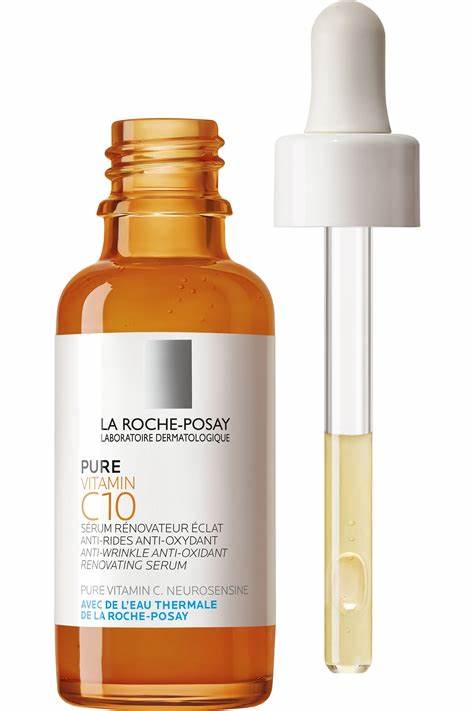 LA ROCHE-POSAY
LABORATOIRE DERMATOLOGIQUE
PURE
VITAMIN
C10
SÉRUM RÉNOVATEUR ÉCLAT
ANTI-RIDES ANTI-OXYDANT
ANTI-WRINKLE ANTI-OXIDANT
RENOVATING SERUM
PURE VITAMIN C. NEUROSENSINE
AVEC DE L'EAU THERMALE
DE LA ROCHE-POSAY